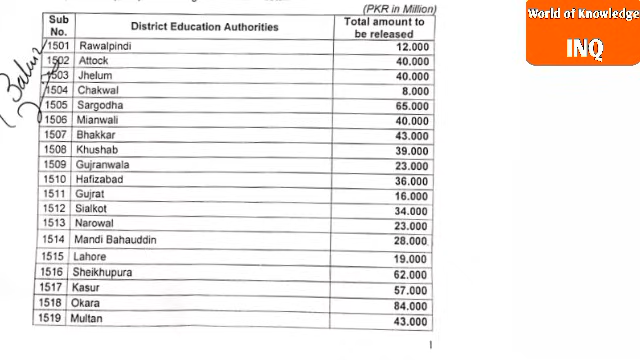 (PKR in Million)
Sub No. District Education Authorities Total amount to be released
1501 Rawalpindi 12.000
1502 Attock 40.000
1503 Jhelum 40.000
1504 Chakwal 8.000
1505 Sargodha 65.000
1506 Mianwali 40.000
1507 Bhakkar 43.000
1508 Khushab 39.000
1509 Gujranwala 23.000
1510 Hafizabad 36.000
1511 Gujrat 16.000
1512 Sialkot 34.000
1513 Narowal 23.000
1514 Mandi Bahauddin 28.000
1515 Lahore 19.000
1516 Sheikhupura 62.000
1517 Kasur 57.000
1518 Okara 84.000
1519 Multan 43.000
1
World of Knowledge
INQ